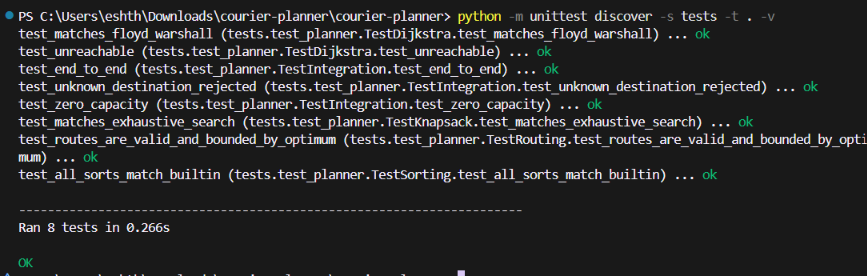 PS C:\Users\eshth\Downloads\courier-planner\courier-planner> python -m unittest discover -s tests -t . -v
test_matches_floyd_warshall (tests.test_planner.TestDijkstra.test_matches_floyd_warshall) ... ok
test_unreachable (tests.test_planner.TestDijkstra.test_unreachable) ... ok
test_end_to_end (tests.test_planner.TestIntegration.test_end_to_end) ... ok
test_unknown_destination_rejected (tests.test_planner.TestIntegration.test_unknown_destination_rejected) ... ok
test_zero_capacity (tests.test_planner.TestIntegration.test_zero_capacity) ... ok
test_matches_exhaustive_search (tests.test_planner.TestKnapsack.test_matches_exhaustive_search) ... ok
test_routes_are_valid_and_bounded_by_optimum (tests.test_planner.TestRouting.test_routes_are_valid_and_bounded_by_opti
mum) ... ok
test_all_sorts_match_builtin (tests.test_planner.TestSorting.test_all_sorts_match_builtin) ... ok
----------------------------------------------------------------------
Ran 8 tests in 0.266s
OK